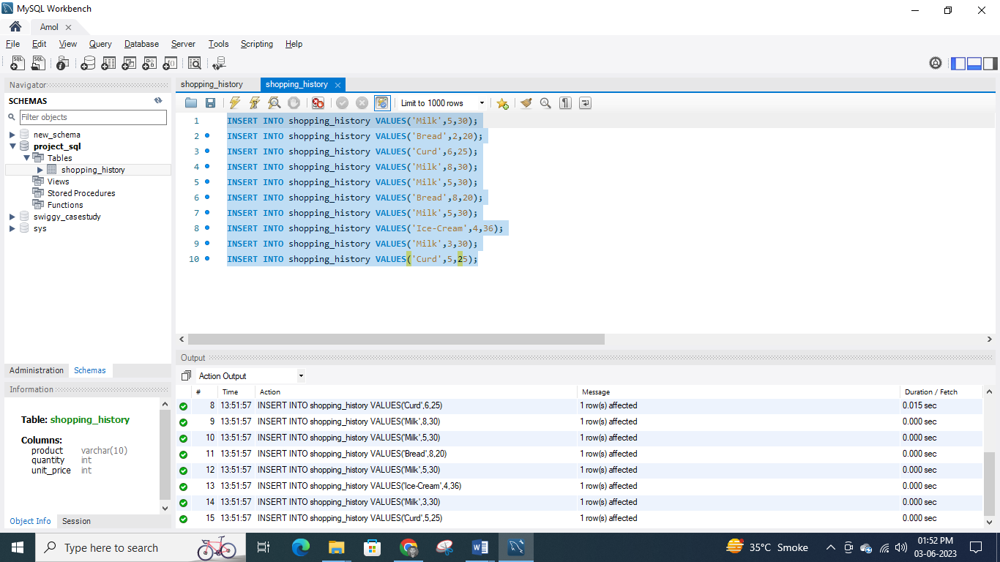 MySQL Workbench
Amol
File Edit View Query Database Server Tools Scripting Help
Navigator
SCHEMAS
Filter objects
new_schema
project_sql
Tables
shopping_history
Views
Stored Procedures
Functions
swiggy_casestudy
sys
Administration Schemas
Information
Table: shopping_history
Columns:
product varchar(10)
quantity int
unit_price int
Object Info Session
shopping_history shopping_history
Limit to 1000 rows
1 INSERT INTO shopping_history VALUES('Milk',5,30);
2 INSERT INTO shopping_history VALUES('Bread',2,20);
3 INSERT INTO shopping_history VALUES('Curd',6,25);
4 INSERT INTO shopping_history VALUES('Milk',8,30);
5 INSERT INTO shopping_history VALUES('Milk',5,30);
6 INSERT INTO shopping_history VALUES('Bread',8,20);
7 INSERT INTO shopping_history VALUES('Milk',5,30);
8 INSERT INTO shopping_history VALUES('Ice-Cream',4,36);
9 INSERT INTO shopping_history VALUES('Milk',3,30);
10 INSERT INTO shopping_history VALUES('Curd',5,25);
Output
Action Output
# Time Action Message Duration / Fetch
8 13:51:57 INSERT INTO shopping_history VALUES('Curd',6,25) 1 row(s) affected 0.015 sec
9 13:51:57 INSERT INTO shopping_history VALUES('Milk',8,30) 1 row(s) affected 0.000 sec
10 13:51:57 INSERT INTO shopping_history VALUES('Milk',5,30) 1 row(s) affected 0.000 sec
11 13:51:57 INSERT INTO shopping_history VALUES('Bread',8,20) 1 row(s) affected 0.000 sec
12 13:51:57 INSERT INTO shopping_history VALUES('Milk',5,30) 1 row(s) affected 0.000 sec
13 13:51:57 INSERT INTO shopping_history VALUES('Ice-Cream',4,36) 1 row(s) affected 0.000 sec
14 13:51:57 INSERT INTO shopping_history VALUES('Milk',3,30) 1 row(s) affected 0.000 sec
15 13:51:57 INSERT INTO shopping_history VALUES('Curd',5,25) 1 row(s) affected 0.000 sec
Type here to search
35°C Smoke
01:52 PM
03-06-2023